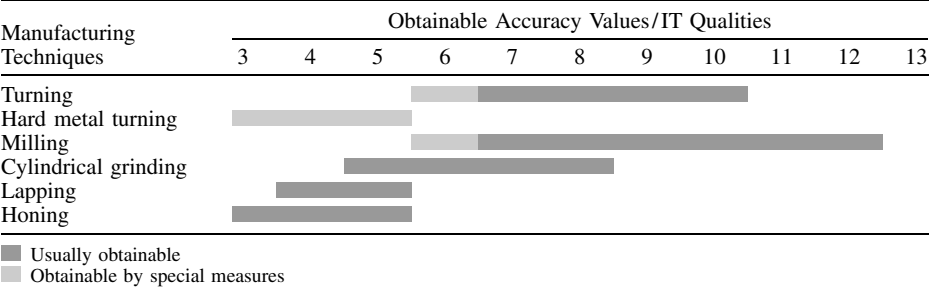 Obtainable Accuracy Values/IT Qualities
Manufacturing
Techniques
3 4 5 6 7 8 9 10 11 12 13
Turning
Hard metal turning
Milling
Cylindrical grinding
Lapping
Honing
Usually obtainable
Obtainable by special measures